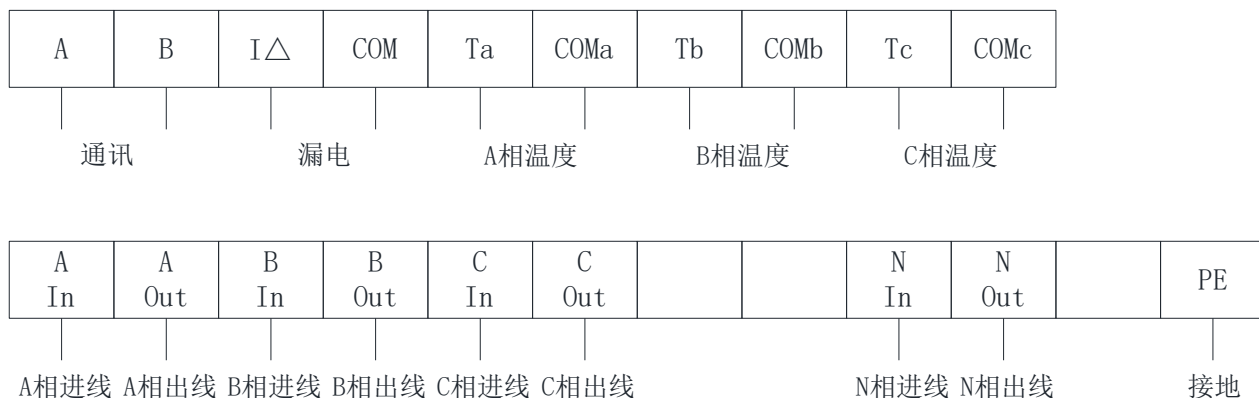 A B I△ COM Ta COMa Tb COMb Tc COMc
通讯 漏电 A相温度 B相温度 C相温度
A A B B C C N N
In Out In Out In Out In Out PE
A相进线 A相出线 B相进线 B相出线 C相进线 C相出线 N相进线 N相出线 接地